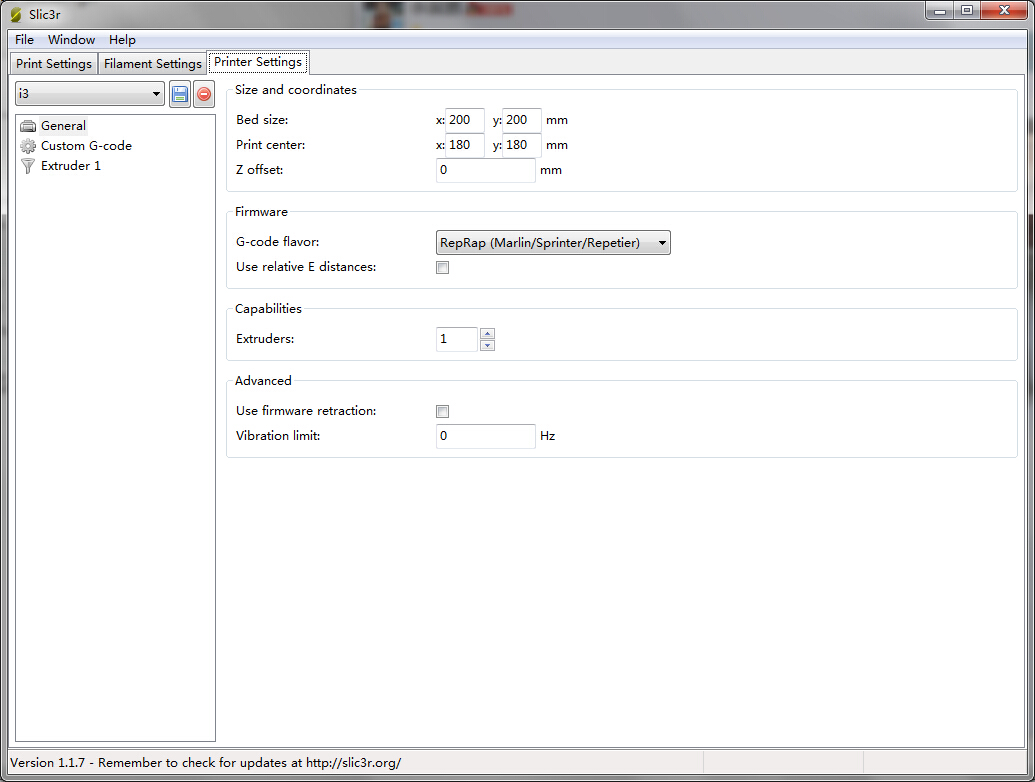 Slic3r
File Window Help
Print Settings Filament Settings Printer Settings
i3
General
Custom G-code
Extruder 1
Size and coordinates
Bed size: x: 200 y: 200 mm
Print center: x: 180 y: 180 mm
Z offset: 0 mm
Firmware
G-code flavor: RepRap (Marlin/Sprinter/Repetier)
Use relative E distances:
Capabilities
Extruders: 1
Advanced
Use firmware retraction:
Vibration limit: 0 Hz
Version 1.1.7 - Remember to check for updates at http://slic3r.org/